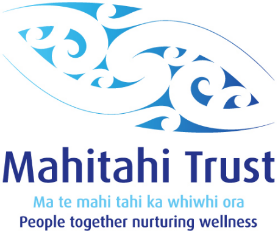 Mahitahi Trust
Ma te mahi tahi ka whiwhi ora
People together nurturing wellness